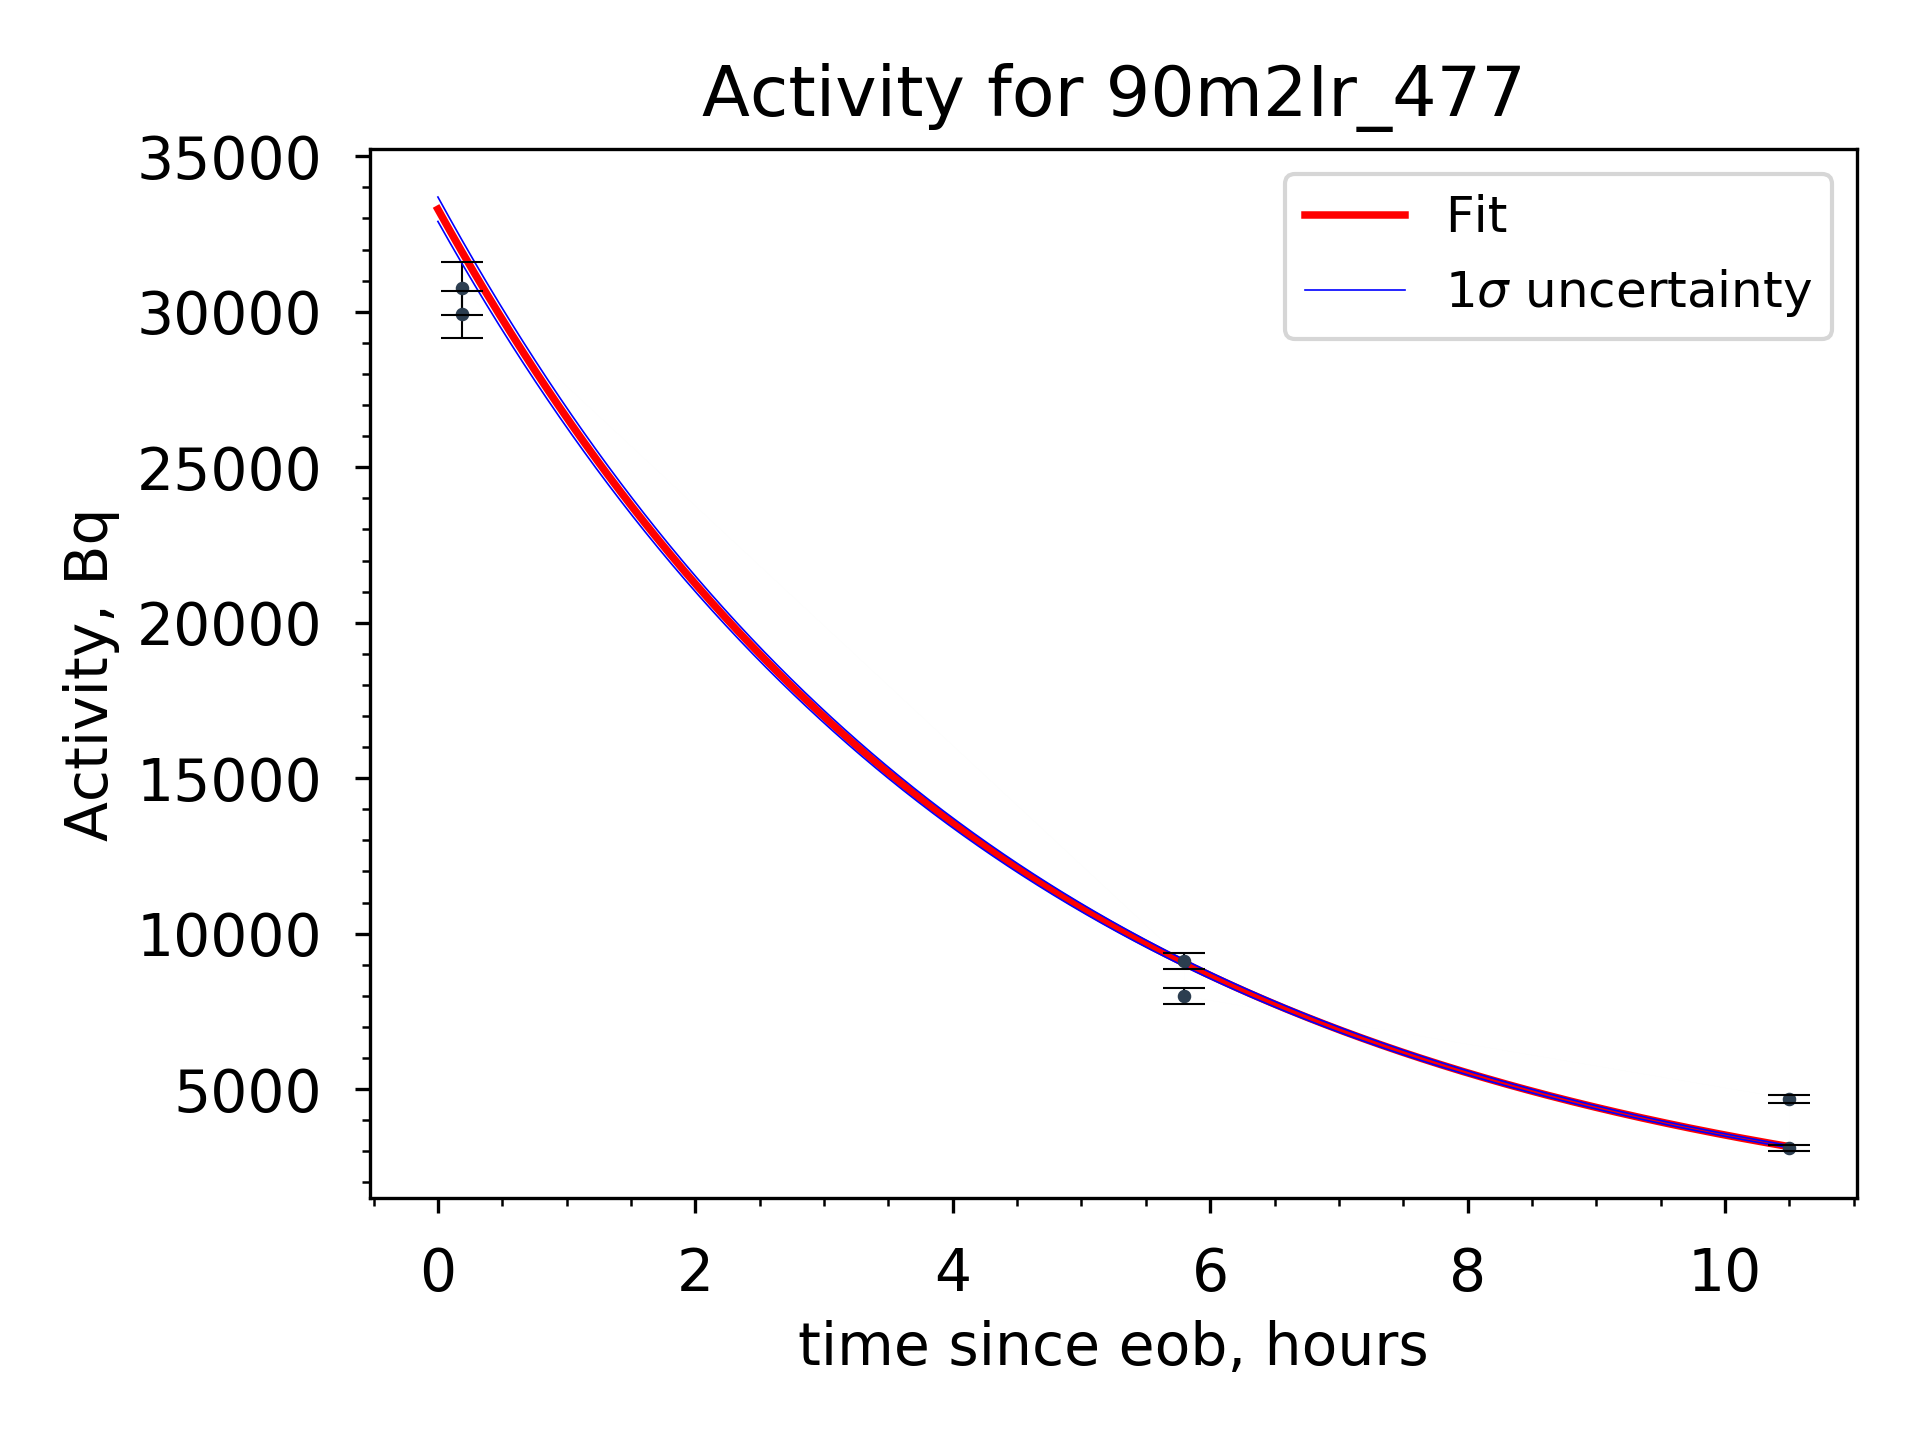 Activity for 90m2Ir_477
35000
30000
25000
20000
15000
10000
5000
Activity, Bq
Fit
1σ uncertainty
0 2 4 6 8 10
time since eob, hours